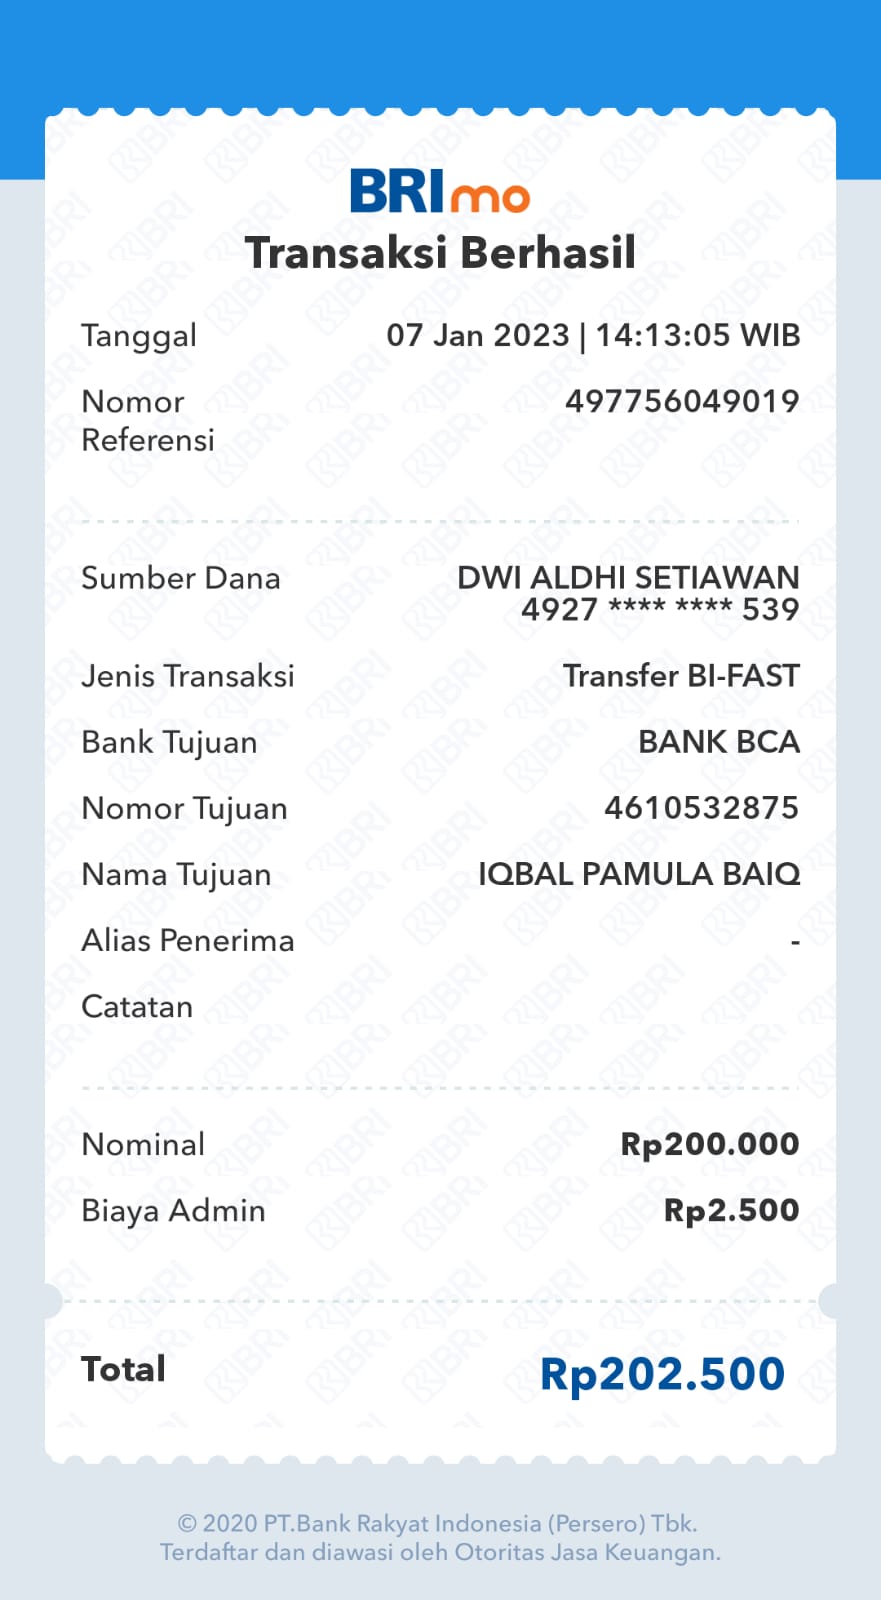 BRImo
Transaksi Berhasil
Tanggal 07 Jan 2023 | 14:13:05 WIB
Nomor Referensi 497756049019
Sumber Dana DWI ALDHI SETIAWAN
4927 **** **** 539
Jenis Transaksi Transfer BI-FAST
Bank Tujuan BANK BCA
Nomor Tujuan 4610532875
Nama Tujuan IQBAL PAMULA BAIQ
Alias Penerima -
Catatan
Nominal Rp200.000
Biaya Admin Rp2.500
Total Rp202.500
© 2020 PT.Bank Rakyat Indonesia (Persero) Tbk.
Terdaftar dan diawasi oleh Otoritas Jasa Keuangan.